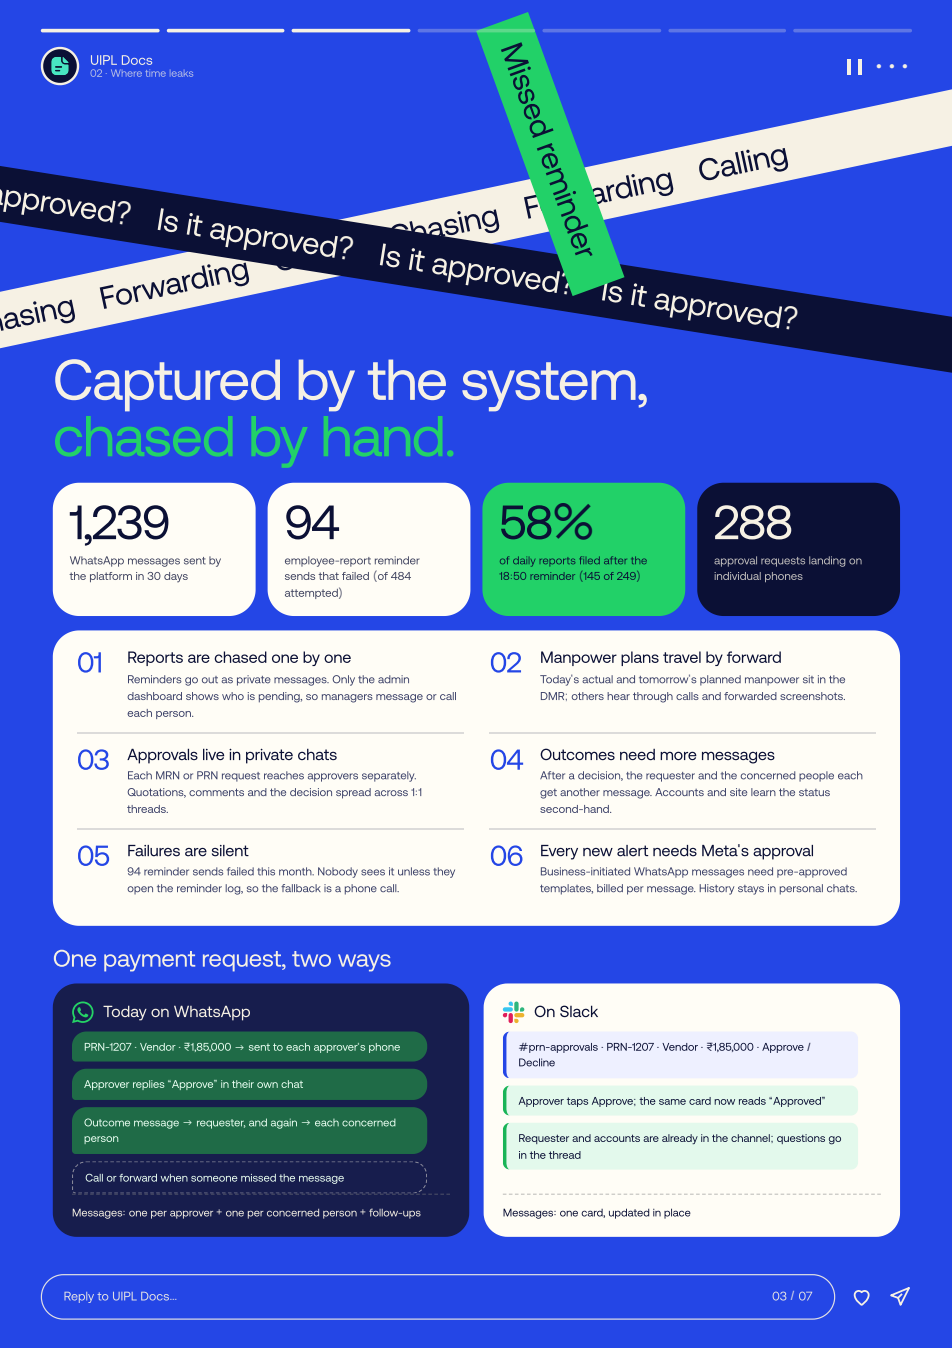 UIPL Docs
02 · Where time leaks
Missed reminder
Calling
approved? Is it approved? Is it approved? Is it approved?
Chasing
Forwarding
Captured by the system,
chased by hand.
1,239
WhatsApp messages sent by
the platform in 30 days
94
employee-report reminder
sends that failed (of 484
attempted)
58%
of daily reports filed after the
18:50 reminder (145 of 249)
288
approval requests landing on
individual phones
01
Reports are chased one by one
Reminders go out as private messages. Only the admin
dashboard shows who is pending, so managers message or call
each person.
02
Manpower plans travel by forward
Today's actual and tomorrow's planned manpower sit in the
DMR; others hear through calls and forwarded screenshots.
03
Approvals live in private chats
Each MRN or PRN request reaches approvers separately.
Quotations, comments and the decision spread across 1:1
threads.
04
Outcomes need more messages
After a decision, the requester and the concerned people each
get another message. Accounts and site learn the status
second-hand.
05
Failures are silent
94 reminder sends failed this month. Nobody sees it unless they
open the reminder log, so the fallback is a phone call.
06
Every new alert needs Meta's approval
Business-initiated WhatsApp messages need pre-approved
templates, billed per message. History stays in personal chats.
One payment request, two ways
Today on WhatsApp
PRN-1207 · Vendor · ₹1,85,000 → sent to each approver's phone
Approver replies "Approve" in their own chat
Outcome message → requester, and again → each concerned
person
Call or forward when someone missed the message
Messages: one per approver + one per concerned person + follow-ups
On Slack
#prn-approvals · PRN-1207 · Vendor · ₹1,85,000 · Approve /
Decline
Approver taps Approve; the same card now reads "Approved"
Requester and accounts are already in the channel; questions go
in the thread
Messages: one card, updated in place
Reply to UIPL Docs...
03 / 07